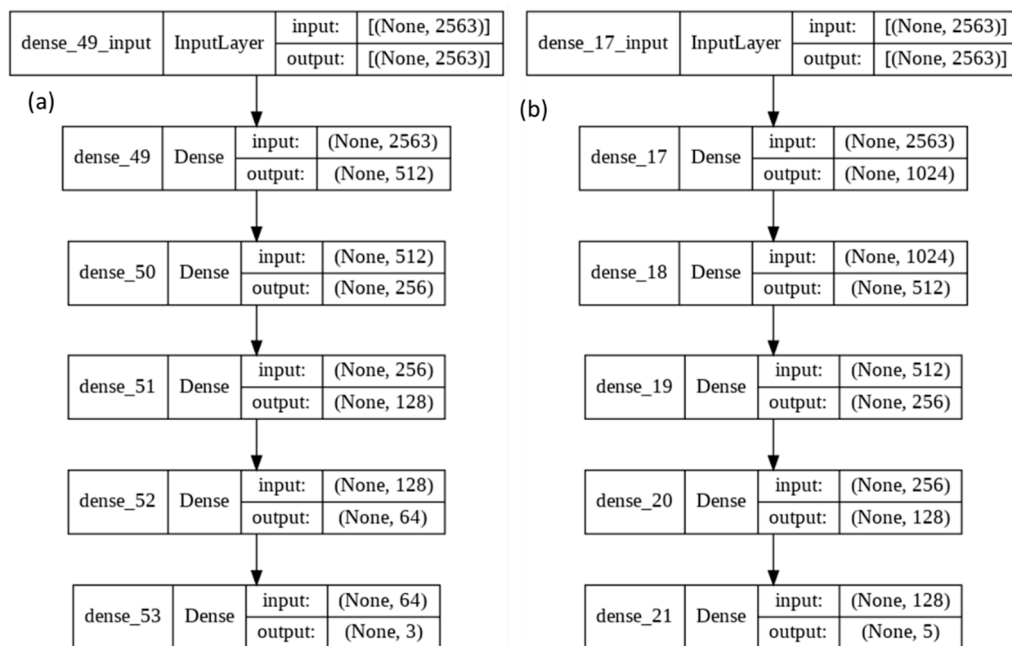 dense_49_input InputLayer input: [(None, 2563)]
output: [(None, 2563)]
(a)
dense_49 Dense input: (None, 2563)
output: (None, 512)
dense_50 Dense input: (None, 512)
output: (None, 256)
dense_51 Dense input: (None, 256)
output: (None, 128)
dense_52 Dense input: (None, 128)
output: (None, 64)
dense_53 Dense input: (None, 64)
output: (None, 3)
dense_17_input InputLayer input: [(None, 2563)]
output: [(None, 2563)]
(b)
dense_17 Dense input: (None, 2563)
output: (None, 1024)
dense_18 Dense input: (None, 1024)
output: (None, 512)
dense_19 Dense input: (None, 512)
output: (None, 256)
dense_20 Dense input: (None, 256)
output: (None, 128)
dense_21 Dense input: (None, 128)
output: (None, 5)